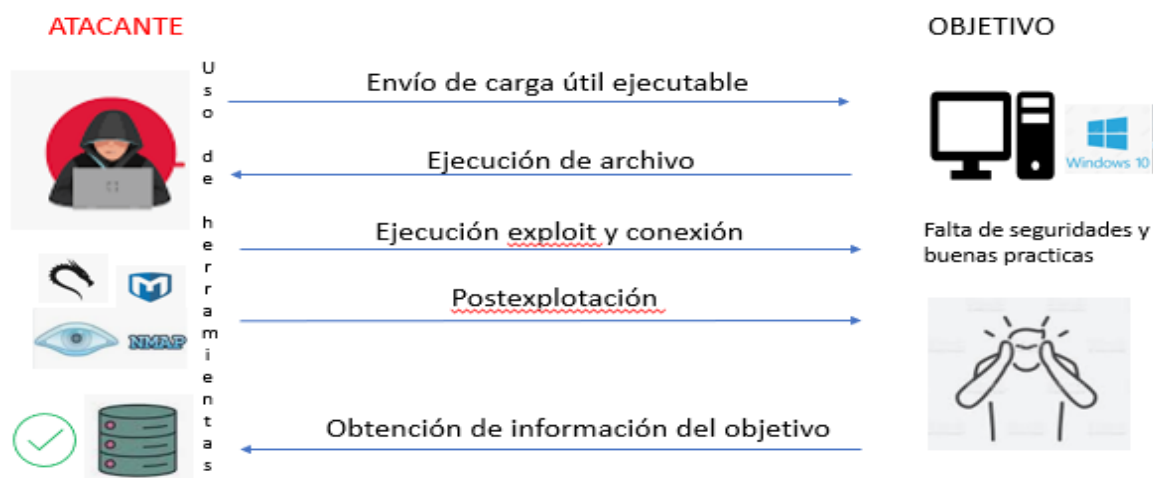 ATACANTE
OBJETIVO
Uso de herramientas
Envío de carga útil ejecutable
Ejecución de archivo
Windows 10
Ejecución exploit y conexión
Falta de seguridades y
buenas practicas
Postexplotación
NMAP
Obtención de información del objetivo